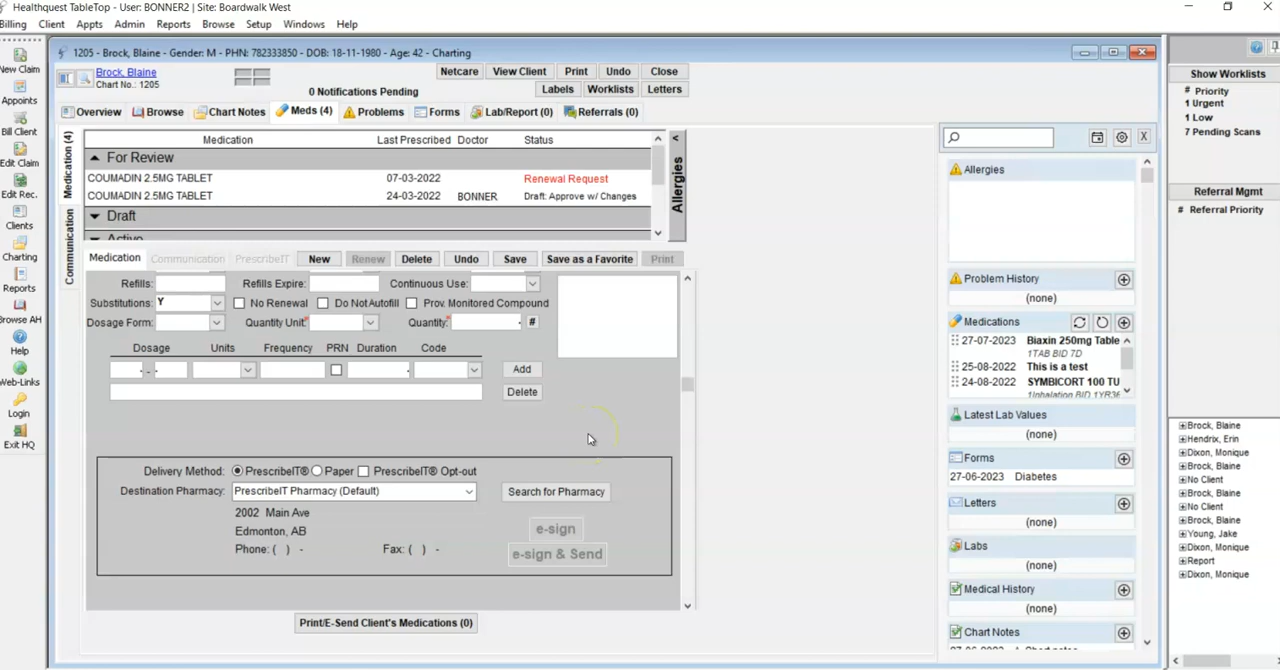 Healthquest TableTop - User: BONNER2 | Site: Boardwalk West
Billing Client Appts Admin Reports Browse Setup Windows Help
New Claim
Appoints
Bill Client
Edit Claim
Edit Rec.
Clients
Charting
Reports
Browse AH
Help
Web-Links
Login
Exit HQ
1205 - Brock, Blaine - Gender: M - PHN: 782333850 - DOB: 18-11-1980 - Age: 42 - Charting
Brock, Blaine
Chart No.: 1205
0 Notifications Pending
Netcare View Client Print Undo Close
Labels Worklists Letters
Overview Browse Chart Notes Meds (4) Problems Forms Lab/Report (0) Referrals (0)
Medication (4)
Communication
Medication Last Prescribed Doctor Status
For Review
COUMADIN 2.5MG TABLET 07-03-2022 Renewal Request
COUMADIN 2.5MG TABLET 24-03-2022 BONNER Draft: Approve w/ Changes
Draft
Active
< Allergies
Medication Communication PrescribeIT New Renew Delete Undo Save Save as a Favorite Print
Refills: Refills Expire: Continuous Use:
Substitutions: Y No Renewal Do Not Autofill Prov. Monitored Compound
Dosage Form: Quantity Unit:* Quantity:* . #
Dosage Units Frequency PRN Duration Code
. - . . Add
Delete
Delivery Method: PrescribeIT® Paper PrescribeIT® Opt-out
Destination Pharmacy: PrescribeIT Pharmacy (Default) Search for Pharmacy
2002 Main Ave
Edmonton, AB
Phone: ( ) - Fax: ( ) -
e-sign
e-sign & Send
Print/E-Send Client's Medications (0)
X
Allergies
Problem History
(none)
Medications
27-07-2023 Biaxin 250mg Table
1TAB BID 7D
25-08-2022 This is a test
24-08-2022 SYMBICORT 100 TU
1Inhalation BID 1YR36
Latest Lab Values
(none)
Forms
27-06-2023 Diabetes
Letters
(none)
Labs
(none)
Medical History
(none)
Chart Notes
Show Worklists
# Priority
1 Urgent
1 Low
7 Pending Scans
Referral Mgmt
# Referral Priority
Brock, Blaine
Hendrix, Erin
Dixon, Monique
Brock, Blaine
No Client
Brock, Blaine
No Client
Brock, Blaine
Young, Jake
Dixon, Monique
Report
Dixon, Monique